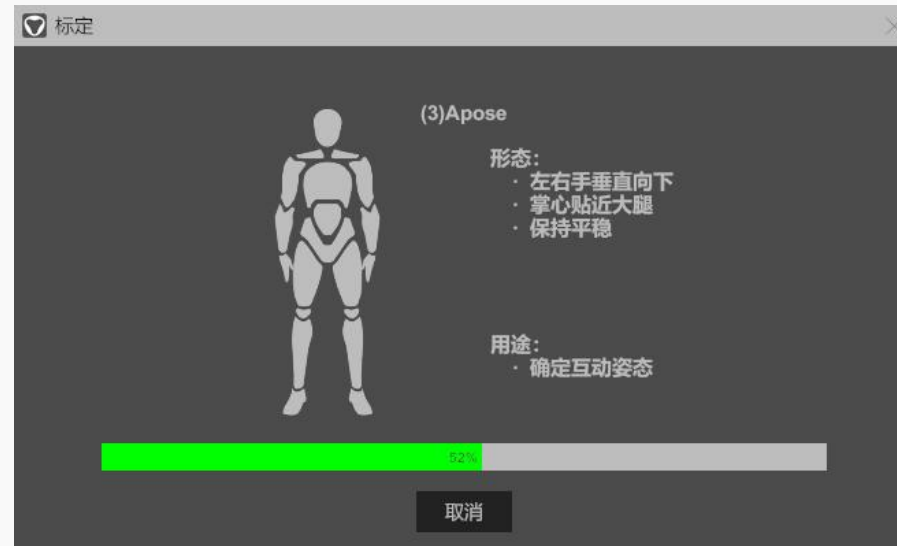 标定
(3)Apose
形态：
· 左右手垂直向下
· 掌心贴近大腿
· 保持平稳
用途：
· 确定互动姿态
52%
取消